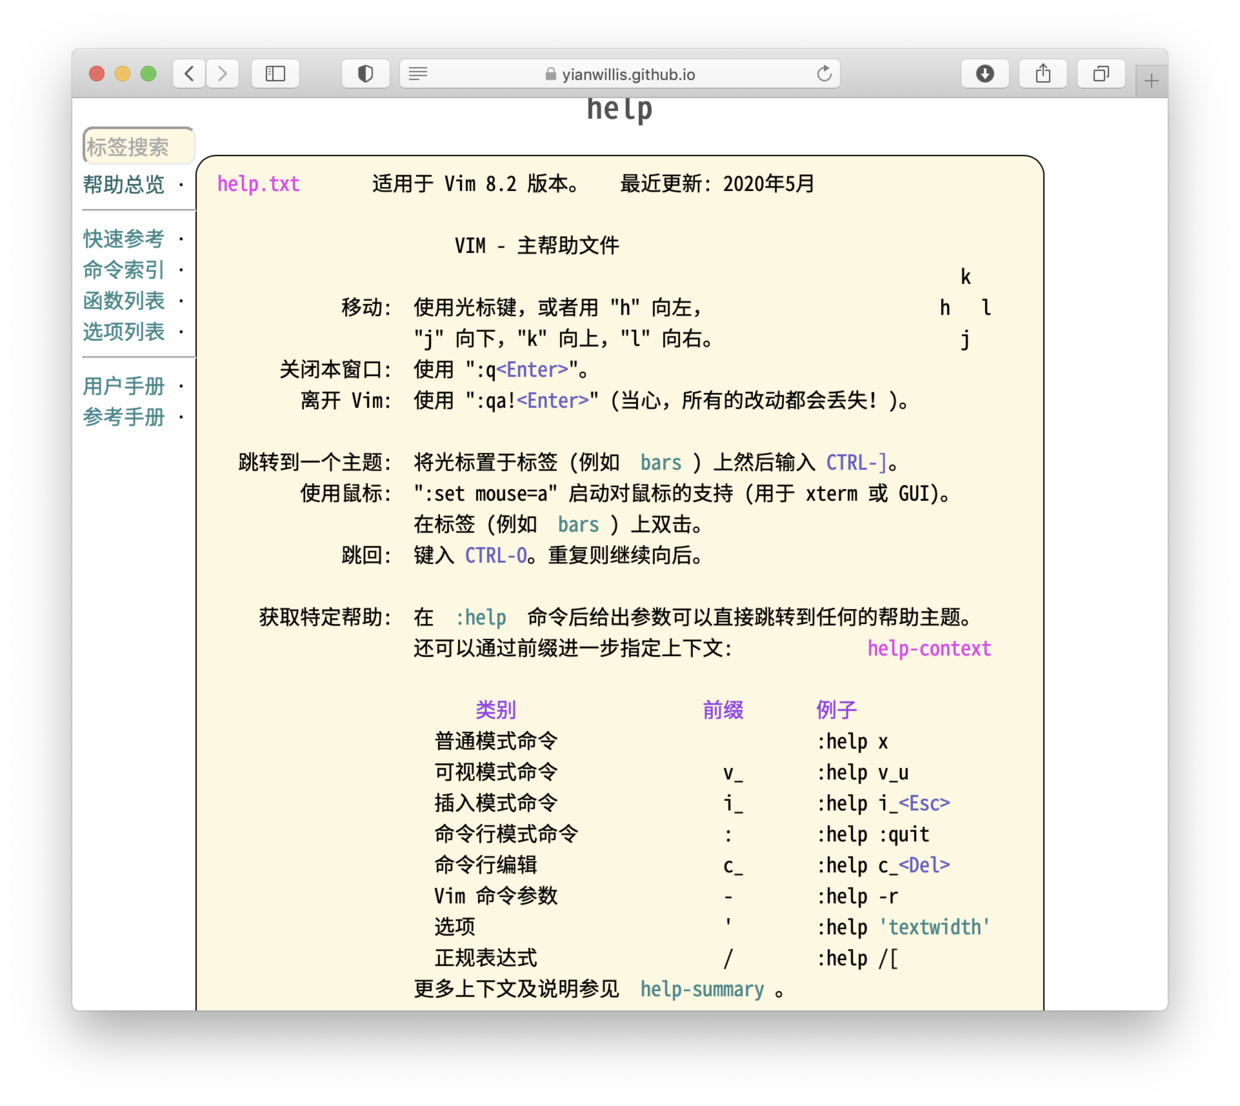 yianwillis.github.io
help
标签搜索
帮助总览 ·
快速参考 ·
命令索引 ·
函数列表 ·
选项列表 ·
用户手册 ·
参考手册 ·
help.txt 适用于 Vim 8.2 版本。 最近更新: 2020年5月
VIM - 主帮助文件
k
移动: 使用光标键，或者用 "h" 向左， h l
"j" 向下，"k" 向上，"l" 向右。 j
关闭本窗口: 使用 ":q<Enter>"。
离开 Vim: 使用 ":qa!<Enter>" (当心，所有的改动都会丢失！)。
跳转到一个主题: 将光标置于标签 (例如 bars ) 上然后输入 CTRL-]。
使用鼠标: ":set mouse=a" 启动对鼠标的支持 (用于 xterm 或 GUI)。
在标签 (例如 bars ) 上双击。
跳回: 键入 CTRL-O。重复则继续向后。
获取特定帮助: 在 :help 命令后给出参数可以直接跳转到任何的帮助主题。
还可以通过前缀进一步指定上下文: help-context
类别 前缀 例子
普通模式命令 :help x
可视模式命令 v_ :help v_u
插入模式命令 i_ :help i_<Esc>
命令行模式命令 : :help :quit
命令行编辑 c_ :help c_<Del>
Vim 命令参数 - :help -r
选项 ' :help 'textwidth'
正规表达式 / :help /[
更多上下文及说明参见 help-summary 。